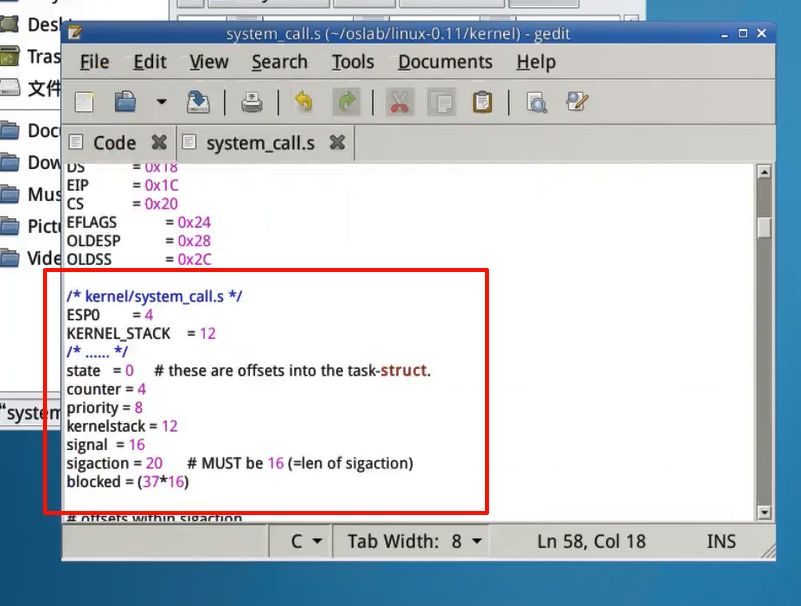 Desk
system_call.s (~/oslab/linux-0.11/kernel) - gedit
Tras
File Edit View Search Tools Documents Help
文件
Doc
Code system_call.s
Dow
DS = 0x18
EIP = 0x1C
Mus
CS = 0x20
EFLAGS = 0x24
Pictu
OLDESP = 0x28
Vide
OLDSS = 0x2C
/* kernel/system_call.s */
ESP0 = 4
KERNEL_STACK = 12
/* ...... */
state = 0 # these are offsets into the task-struct.
counter = 4
priority = 8
"system
kernelstack = 12
signal = 16
sigaction = 20 # MUST be 16 (=len of sigaction)
blocked = (37*16)
# offsets within sigaction
C Tab Width: 8 Ln 58, Col 18 INS